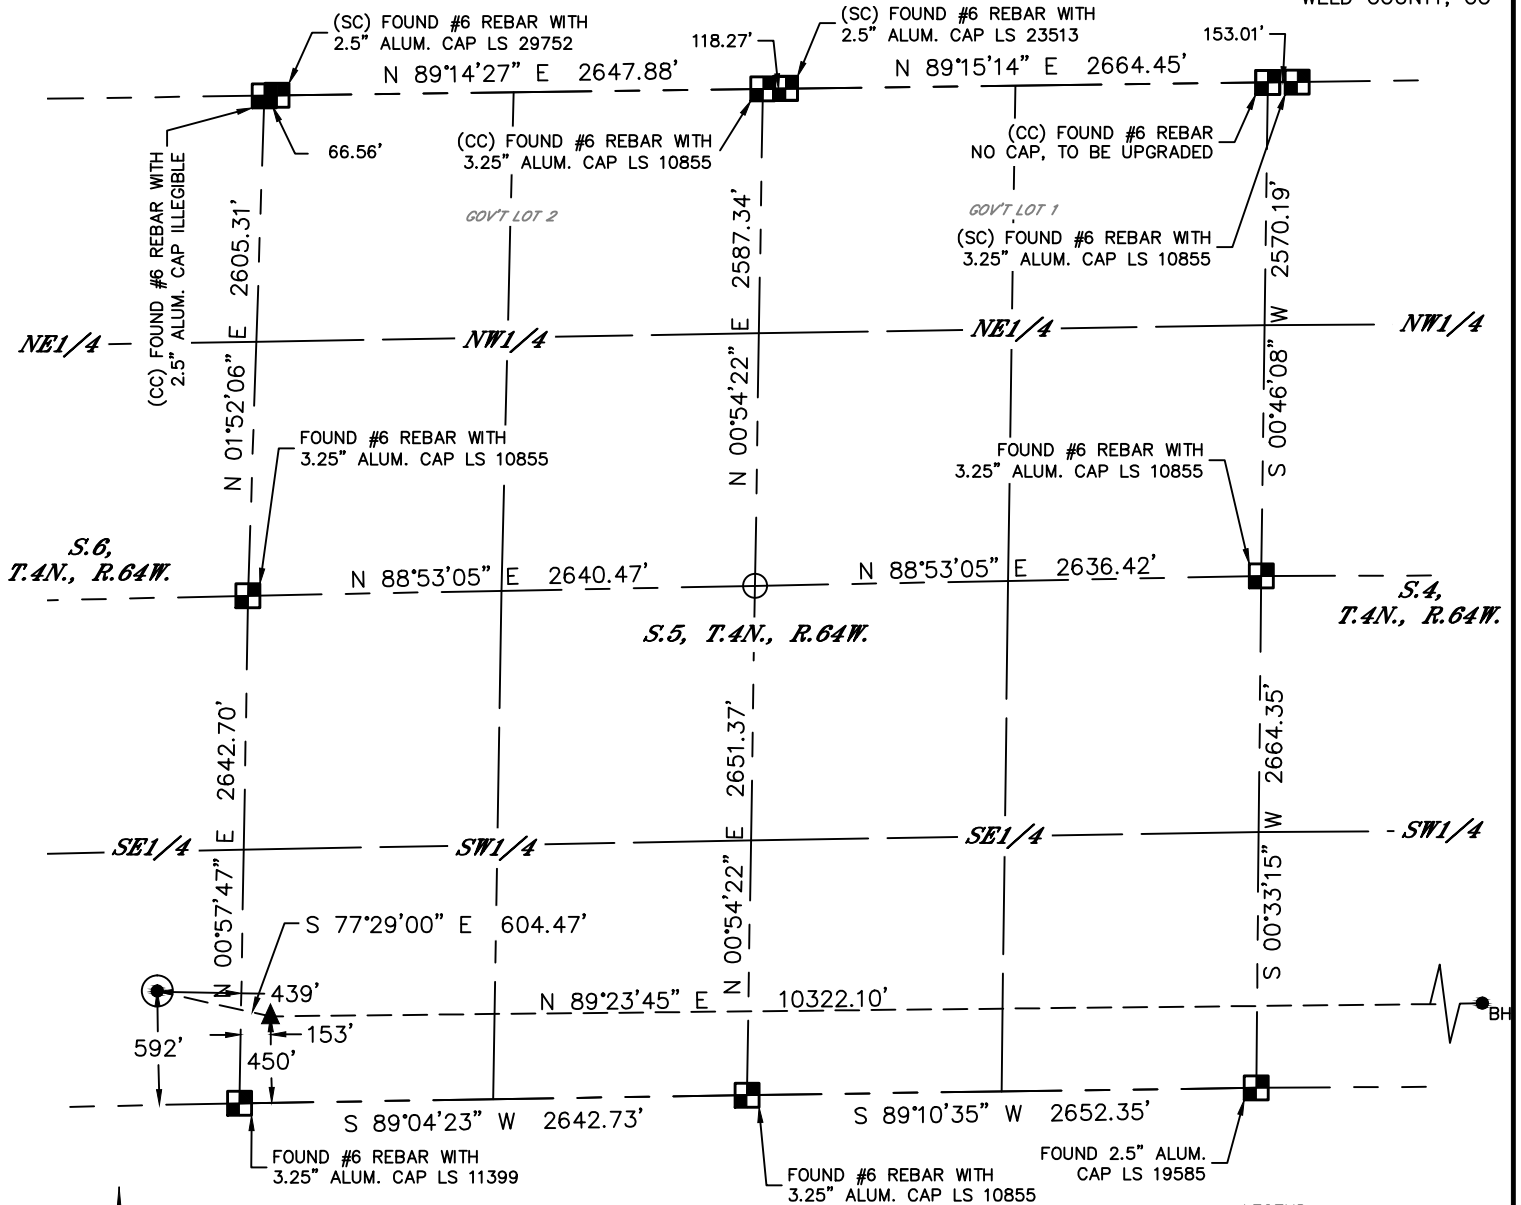 (SC) FOUND #6 REBAR WITH
2.5" ALUM. CAP LS 29752
(SC) FOUND #6 REBAR WITH
2.5" ALUM. CAP LS 23513
118.27'
153.01'
N 89°14'27" E 2647.88'
N 89°15'14" E 2664.45'
66.56'
(CC) FOUND #6 REBAR WITH
3.25" ALUM. CAP LS 10855
(CC) FOUND #6 REBAR
NO CAP, TO BE UPGRADED
(CC) FOUND #6 REBAR WITH
2.5" ALUM. CAP ILLEGIBLE
GOV'T LOT 2
GOV'T LOT 1
(SC) FOUND #6 REBAR WITH
3.25" ALUM. CAP LS 10855
N 01°52'06" E 2605.31'
N 00°54'22" E 2587.34'
S 00°46'08" W 2570.19'
NE1/4
NW1/4
NE1/4
NW1/4
FOUND #6 REBAR WITH
3.25" ALUM. CAP LS 10855
FOUND #6 REBAR WITH
3.25" ALUM. CAP LS 10855
S.6,
T.4N., R.64W.
N 88°53'05" E 2640.47'
N 88°53'05" E 2636.42'
S.4,
T.4N., R.64W.
S.5, T.4N., R.64W.
N 00°57'47" E 2642.70'
N 00°54'22" E 2651.37'
S 00°33'15" W 2664.35'
SE1/4
SW1/4
SE1/4
SW1/4
S 77°29'00" E 604.47'
439'
N 89°23'45" E 10322.10'
BH
592'
153'
450'
S 89°04'23" W 2642.73'
S 89°10'35" W 2652.35'
FOUND #6 REBAR WITH
3.25" ALUM. CAP LS 11399
FOUND #6 REBAR WITH
3.25" ALUM. CAP LS 10855
FOUND 2.5" ALUM.
CAP LS 19585